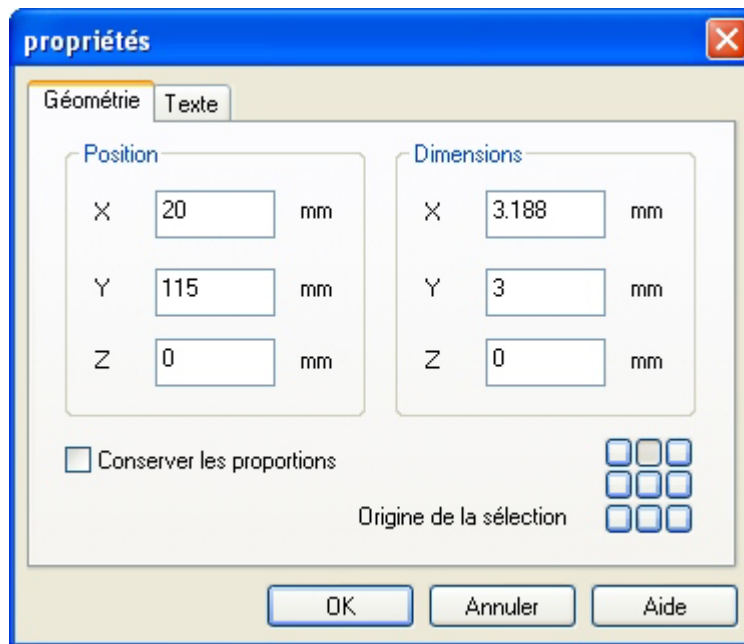 propriétés
Géométrie Texte
Position
X 20 mm
Y 115 mm
Z 0 mm
Dimensions
X 3.188 mm
Y 3 mm
Z 0 mm
Conserver les proportions
Origine de la sélection
OK Annuler Aide